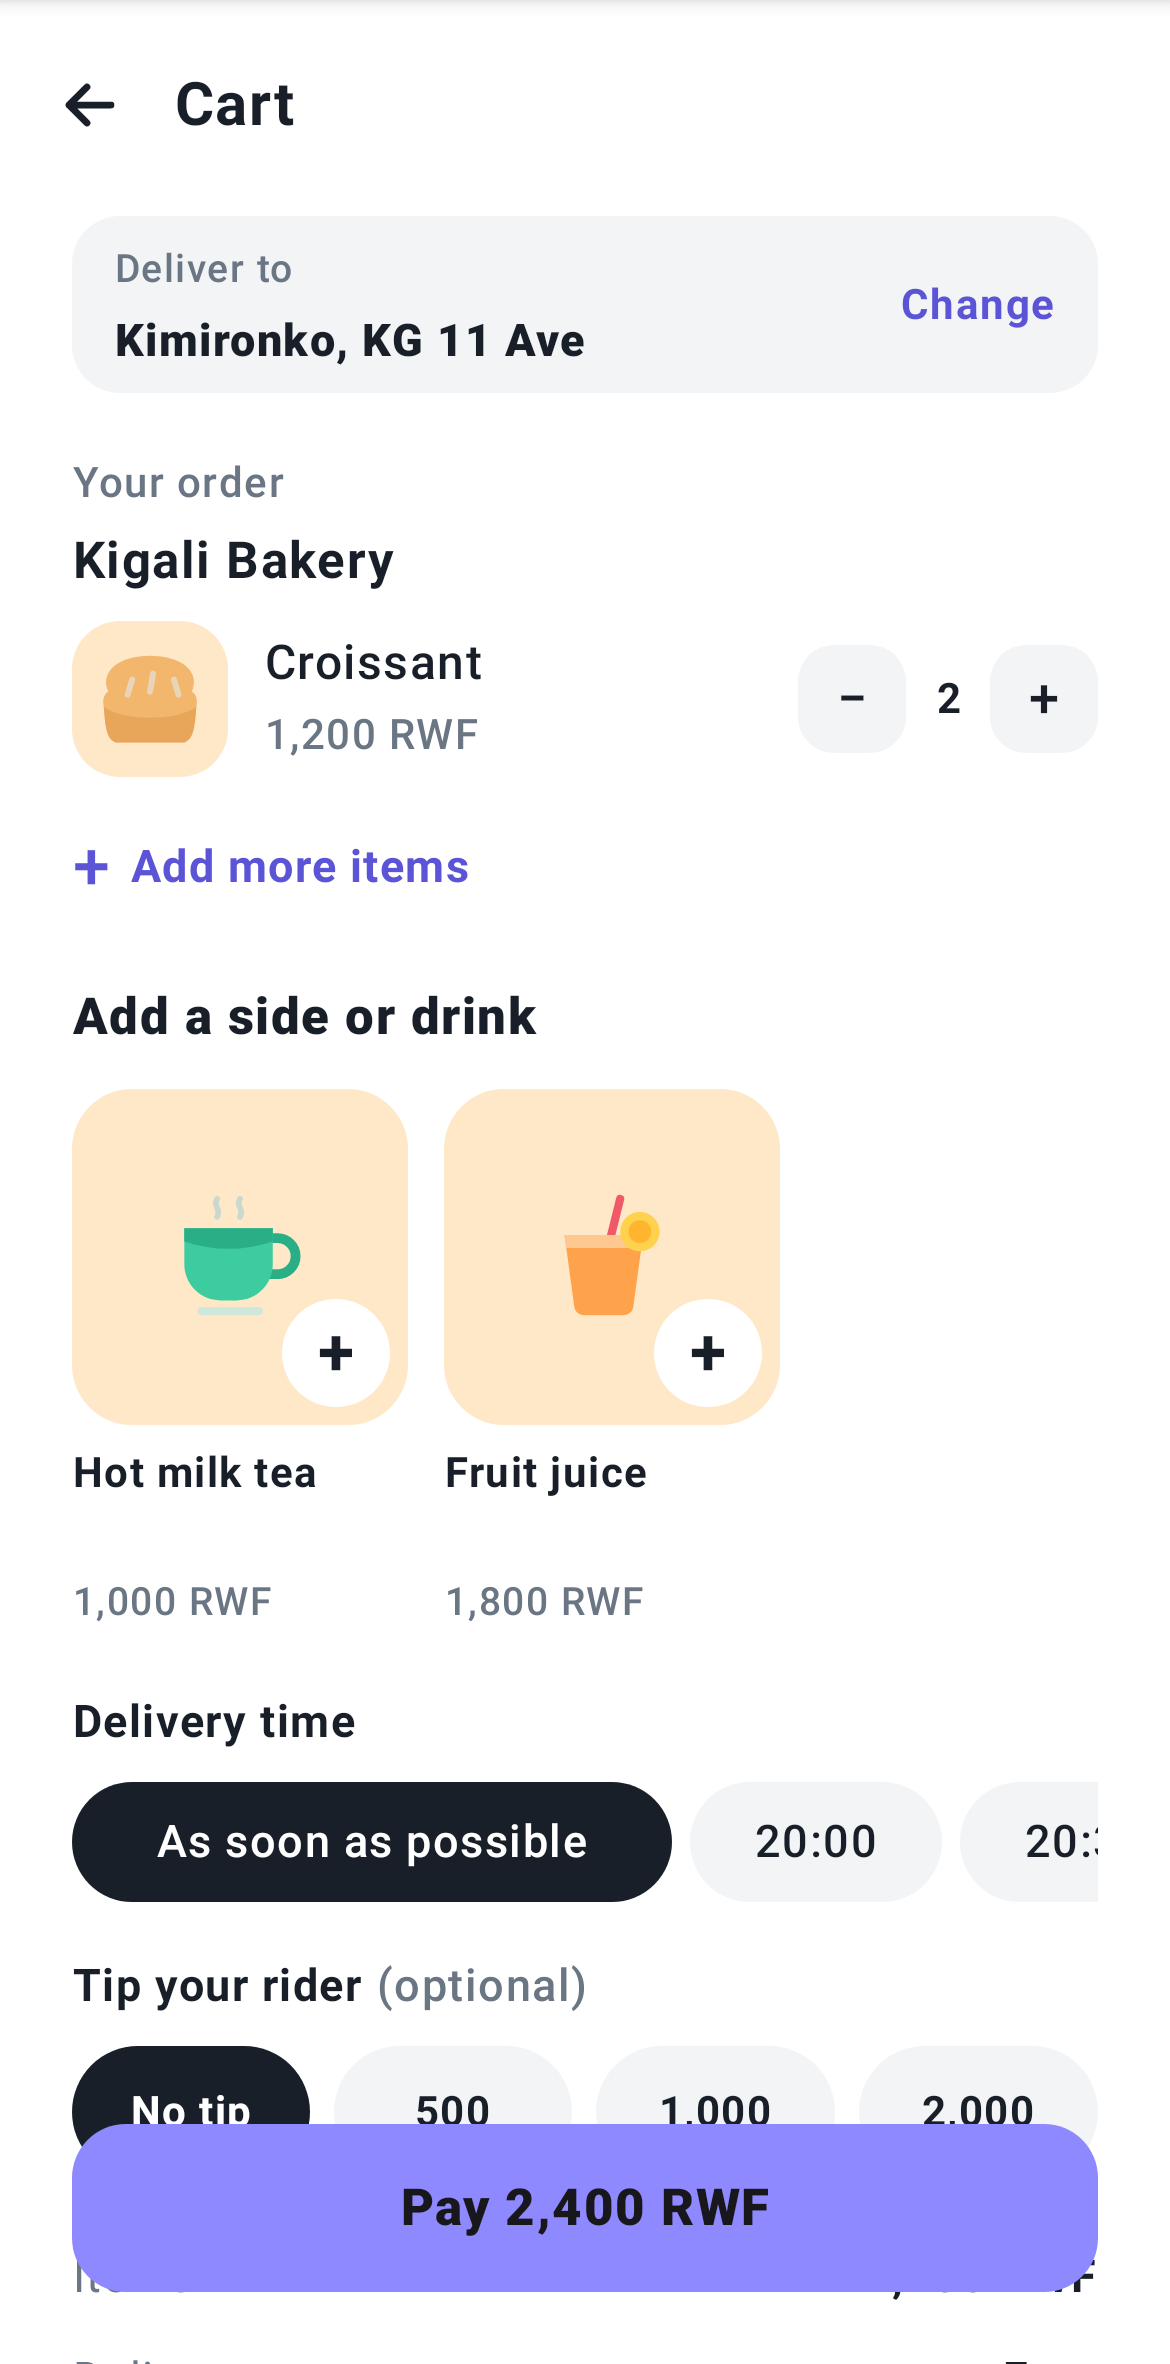 Cart
Deliver to
Kimironko, KG 11 Ave
Change
Your order
Kigali Bakery
Croissant
1,200 RWF
− 2 +
+ Add more items
Add a side or drink
+ +
Hot milk tea Fruit juice
1,000 RWF 1,800 RWF
Delivery time
As soon as possible 20:00
Tip your rider (optional)
No tip 500 1,000 2,000
Pay 2,400 RWF